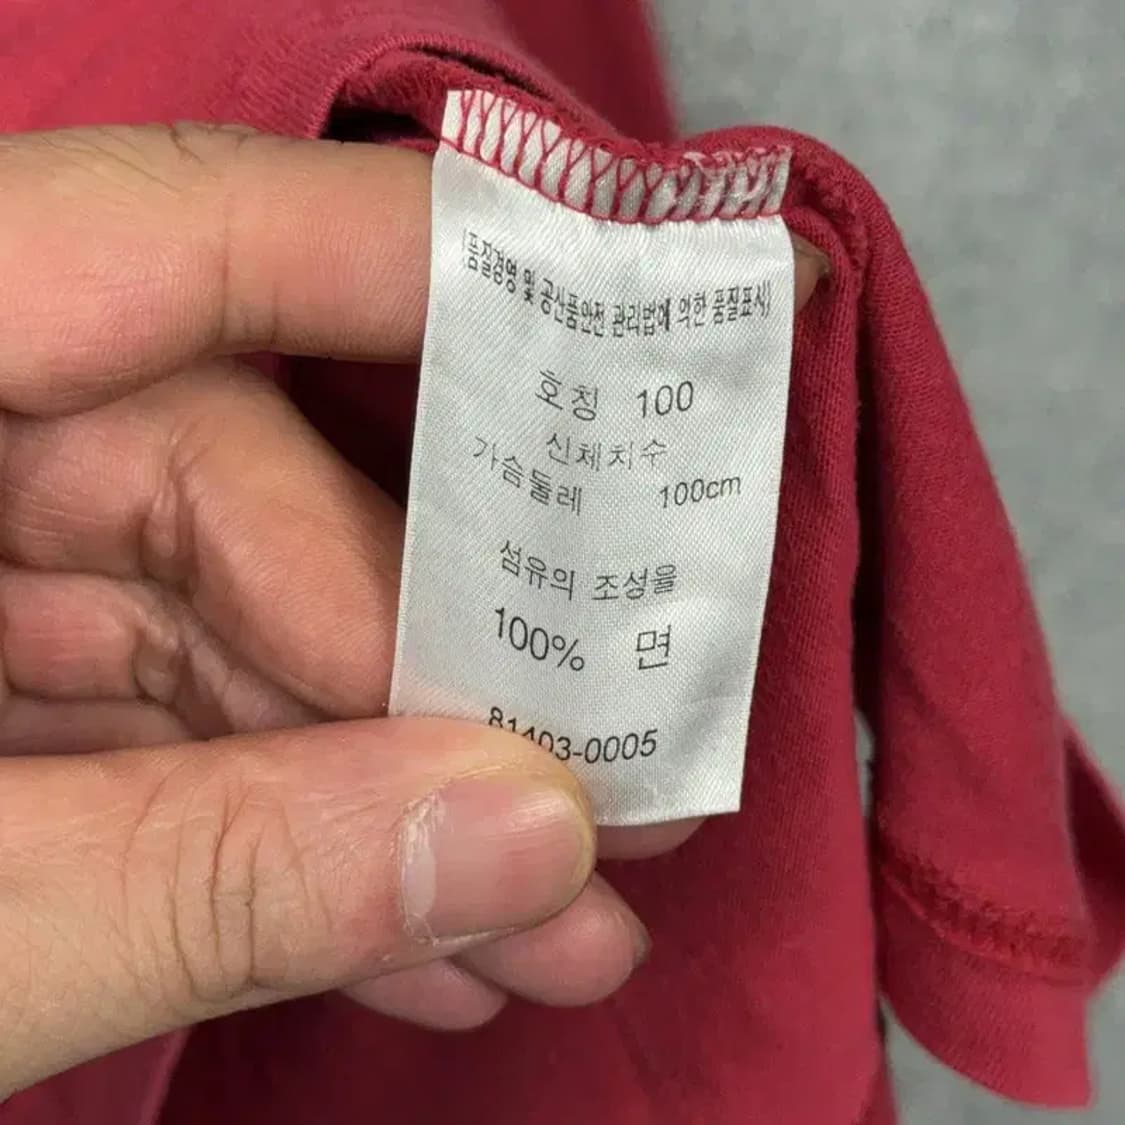 (품질경영 및 공산품안전 관리법에 의한 품질표시)
호칭 100
신체치수
가슴둘레 100cm
섬유의 조성율
100% 면
81403-0005